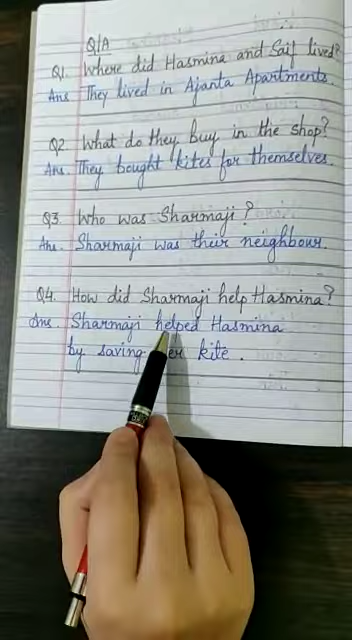 Q/A
Q1. Where did Hasmina and Saif lived?
Ans They lived in Ajanta Apartments.
Q2. What do they buy in the shop?
Ans. They bought kites for themselves.
Q3. Who was Sharmaji?
Ans. Sharmaji was their neighbour.
Q4. How did Sharmaji help Hasmina?
Ans. Sharmaji helped Hasmina
by saving her kite.